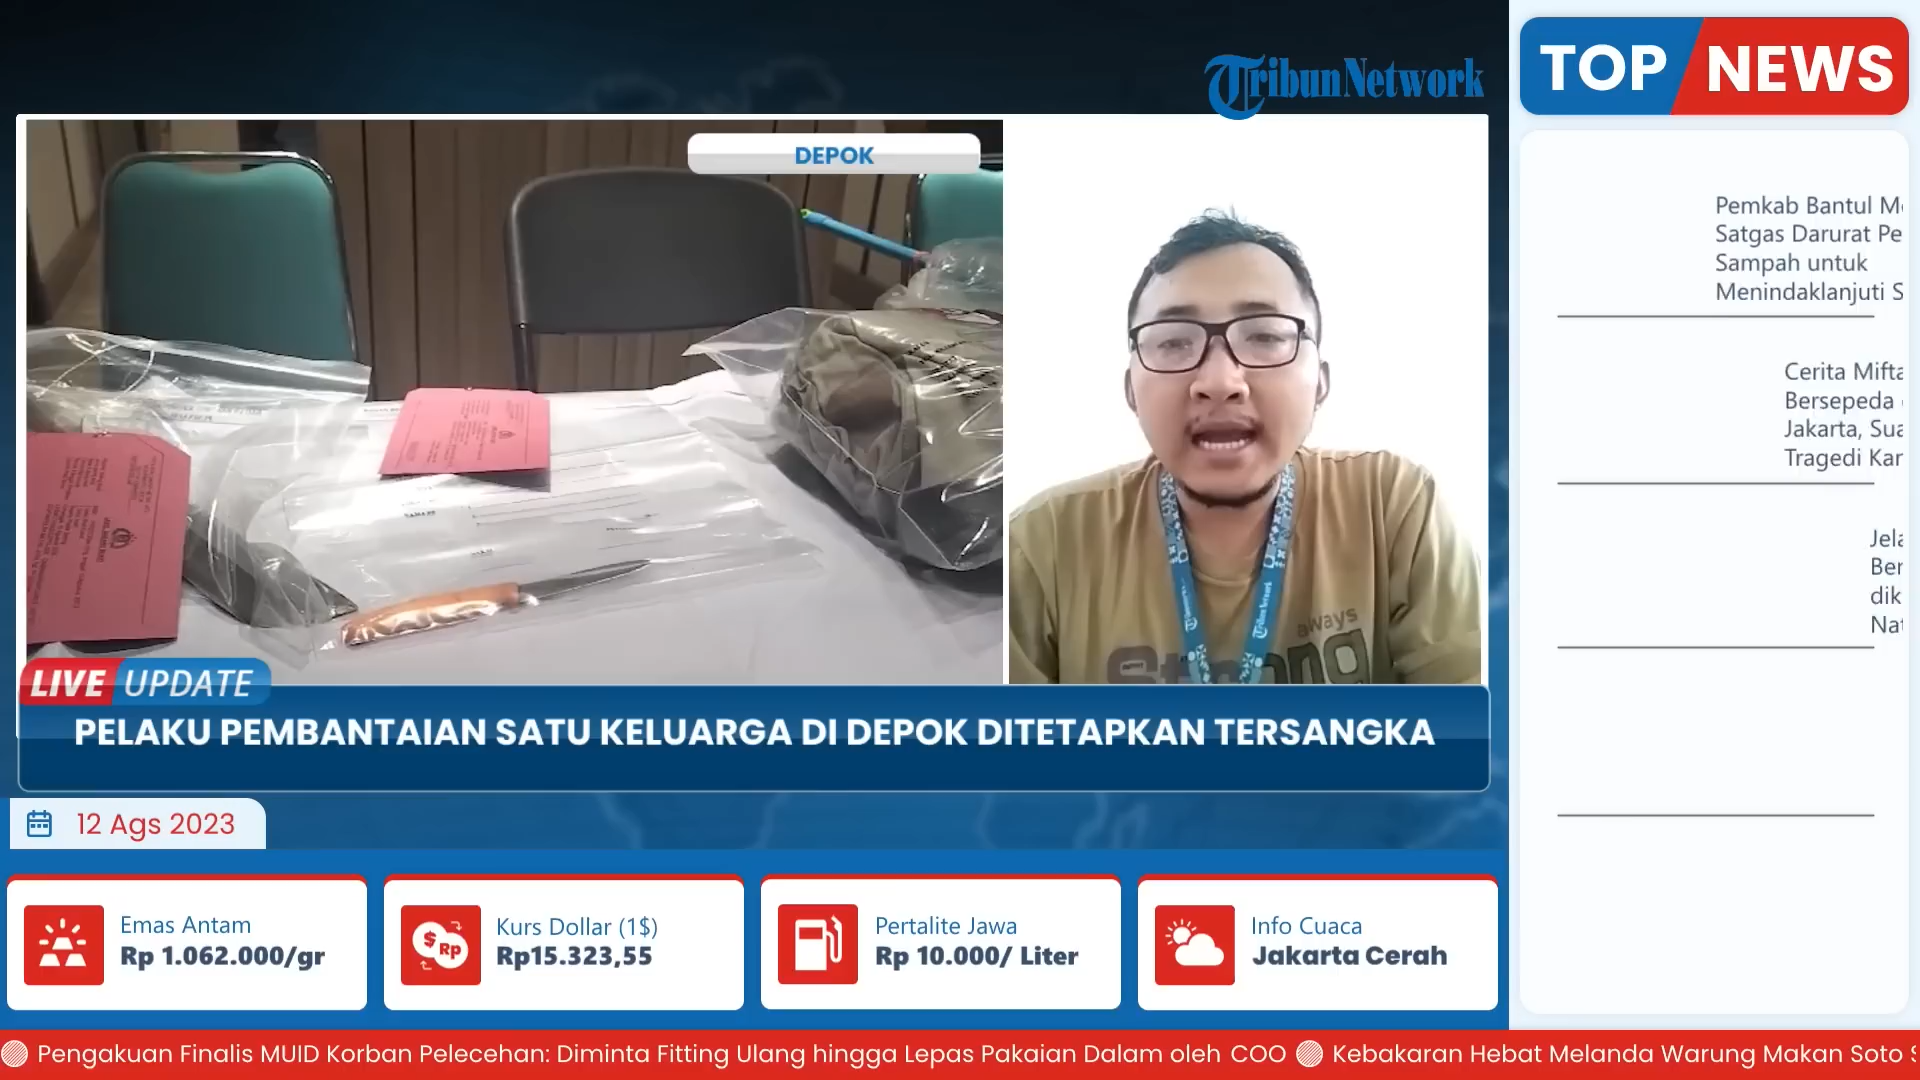 TribunNetwork
TOP NEWS
DEPOK
Pemkab Bantul
Satgas Darurat Pe
Sampah untuk
Menindaklanjuti S
Cerita Mifta
Bersepeda
Jakarta, Sua
Tragedi Kar
Jela
Ber
dik
Nat
TribunNetwork
always
Strong
LIVE UPDATE
PELAKU PEMBANTAIAN SATU KELUARGA DI DEPOK DITETAPKAN TERSANGKA
12 Ags 2023
Emas Antam
Rp 1.062.000/gr
Kurs Dollar (1$)
Rp15.323,55
Pertalite Jawa
Rp 10.000/ Liter
Info Cuaca
Jakarta Cerah
Pengakuan Finalis MUID Korban Pelecehan: Diminta Fitting Ulang hingga Lepas Pakaian Dalam oleh COO Kebakaran Hebat Melanda Warung Makan Soto